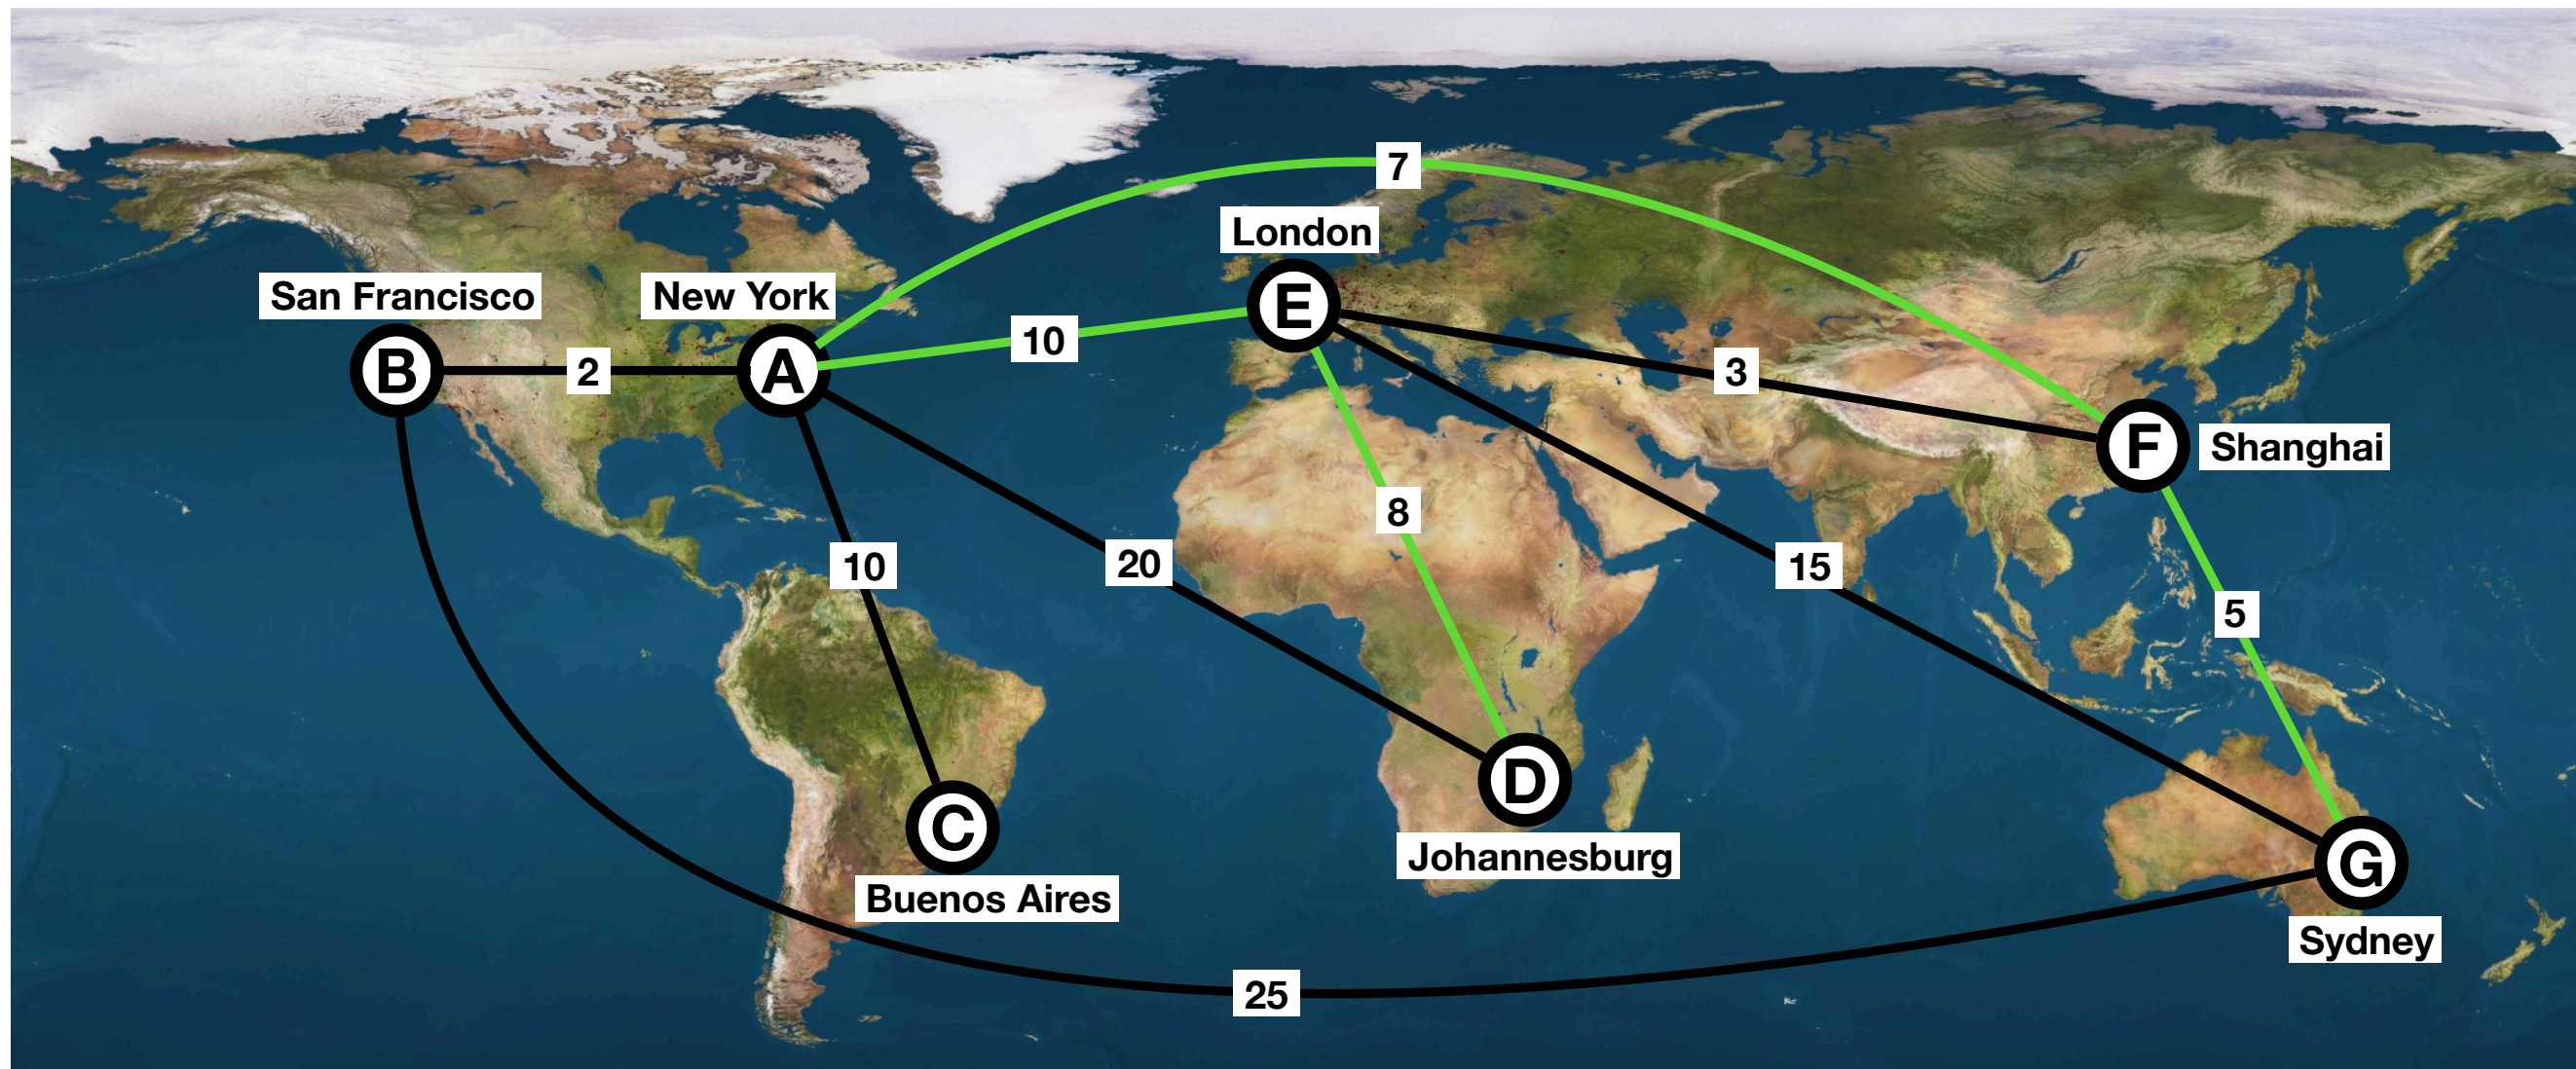 7
London
San Francisco
New York
E
10
B
2
A
3
F
Shanghai
8
10
20
15
5
D
C
Johannesburg
G
Buenos Aires
Sydney
25